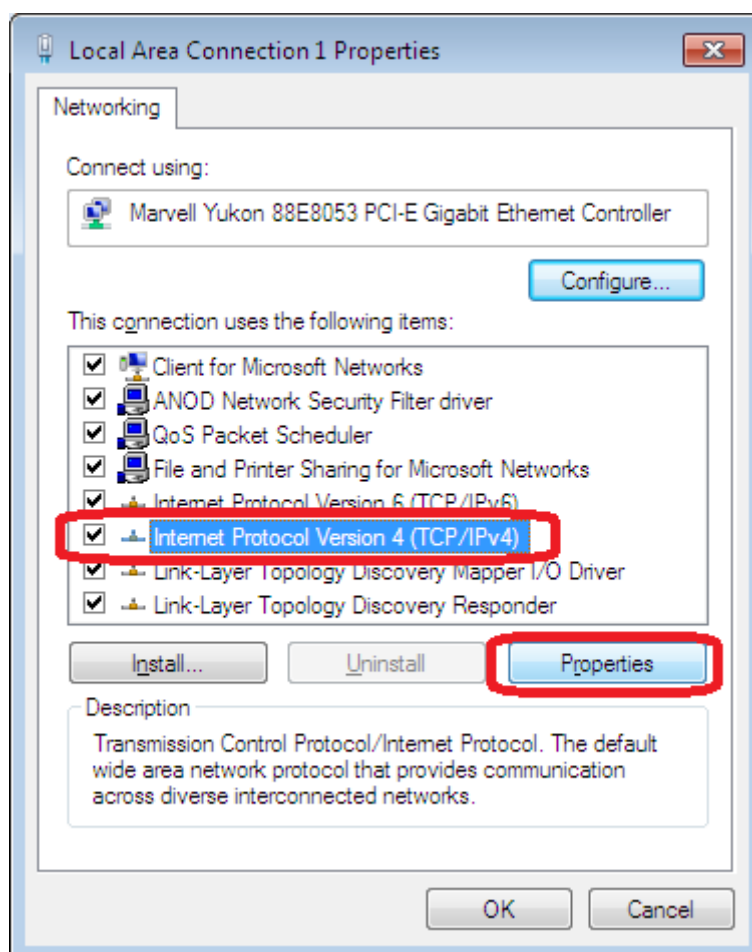 Local Area Connection 1 Properties
Networking
Connect using:
Marvell Yukon 88E8053 PCI-E Gigabit Ethernet Controller
Configure...
This connection uses the following items:
Client for Microsoft Networks
ANOD Network Security Filter driver
QoS Packet Scheduler
File and Printer Sharing for Microsoft Networks
Internet Protocol Version 6 (TCP/IPv6)
Internet Protocol Version 4 (TCP/IPv4)
Link-Layer Topology Discovery Mapper I/O Driver
Link-Layer Topology Discovery Responder
Install... Uninstall Properties
Description
Transmission Control Protocol/Internet Protocol. The default
wide area network protocol that provides communication
across diverse interconnected networks.
OK Cancel